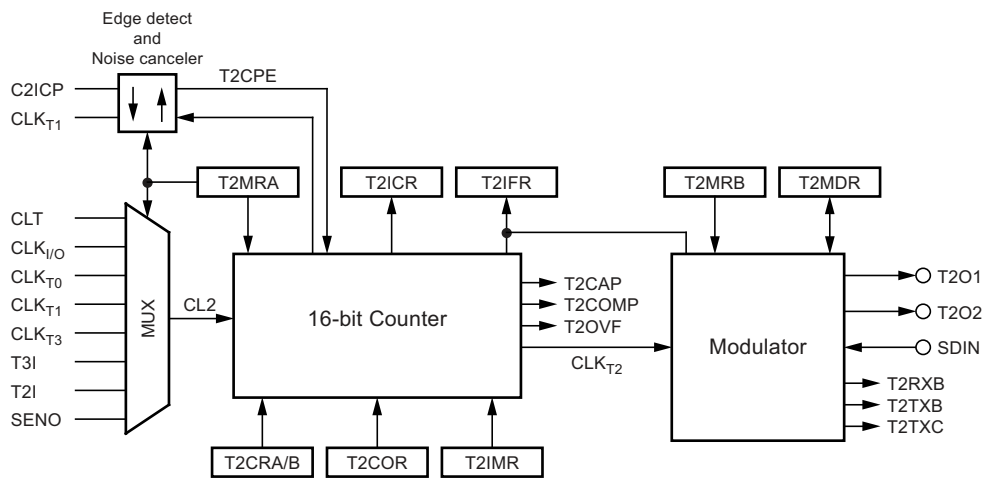 Edge detect
and
Noise canceler
C2ICP
T2CPE
CLKT1
T2MRA
T2ICR
T2IFR
T2MRB
T2MDR
CLT
CLKI/O
CLKT0
CLKT1
CLKT3
T3I
T2I
SENO
MUX
CL2
16-bit Counter
T2CAP
T2COMP
T2OVF
CLKT2
Modulator
T2O1
T2O2
SDIN
T2RXB
T2TXB
T2TXC
T2CRA/B
T2COR
T2IMR